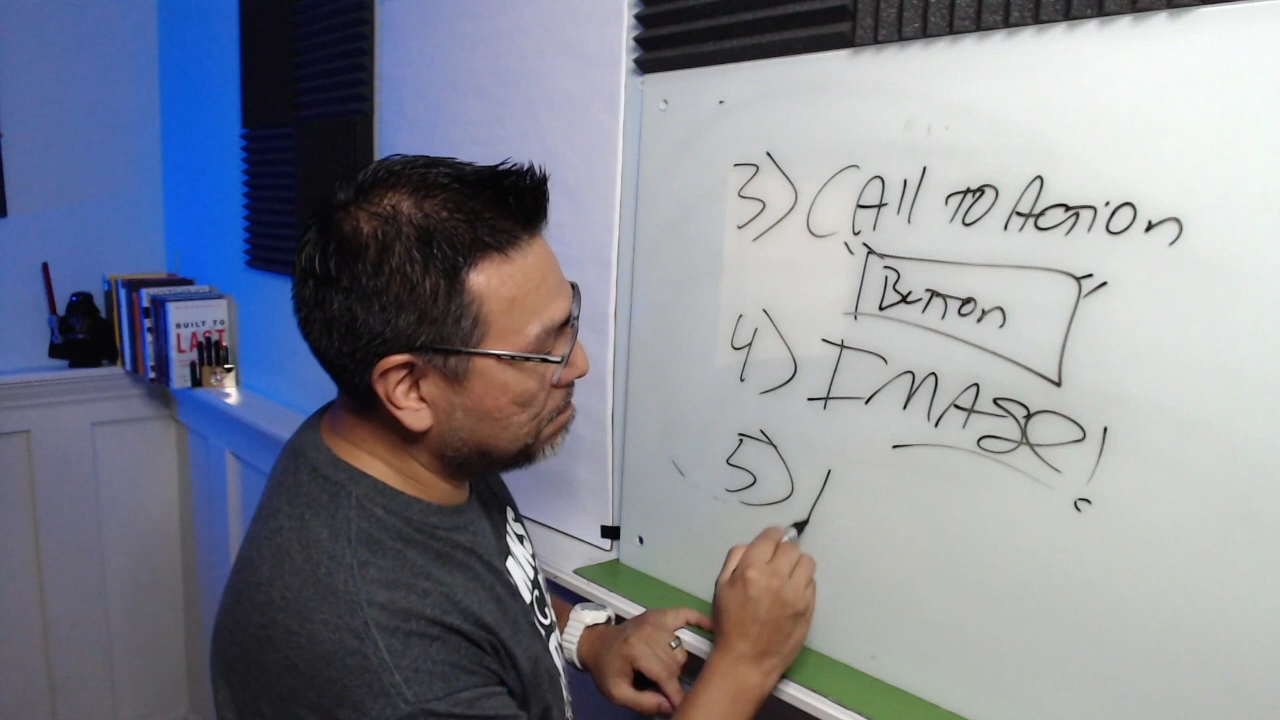 3) Call to Action
Button
4) Image!
5)
BUILT TO
LAST